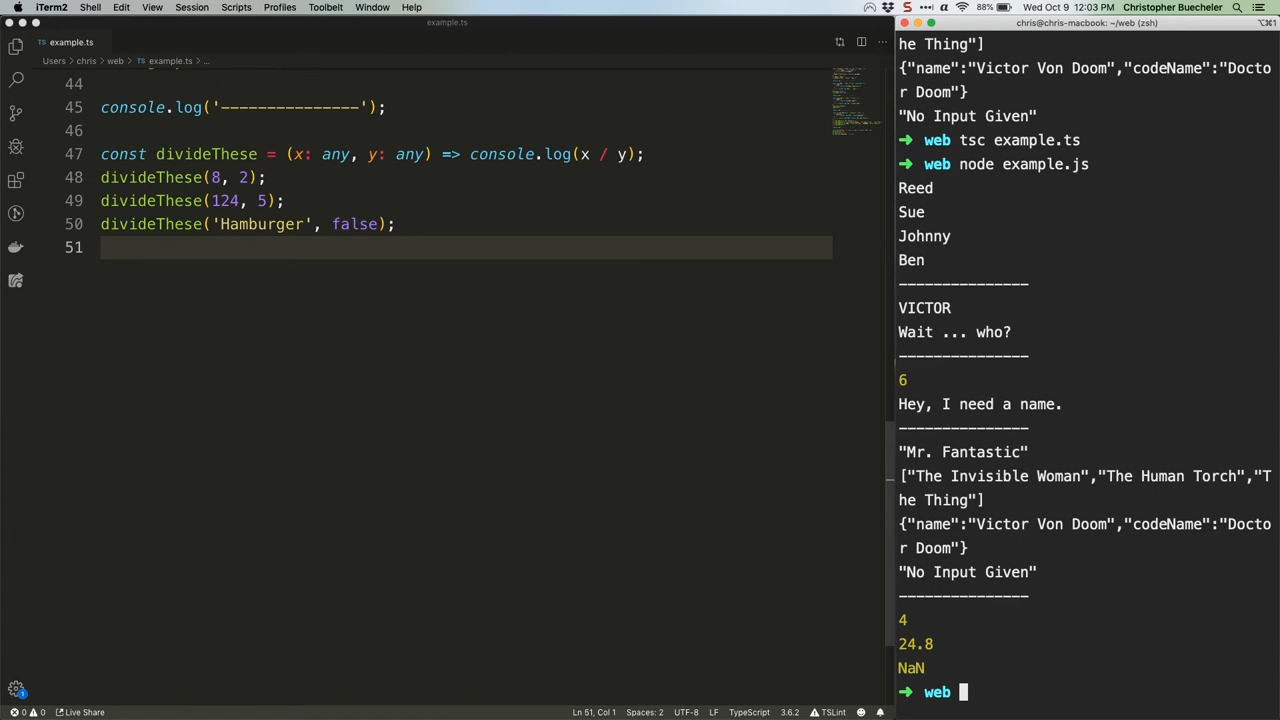 iTerm2 Shell Edit View Session Scripts Profiles Toolbelt Window Help
88% Wed Oct 9 12:03 PM Christopher Buecheler
example.ts
chris@chris-macbook: ~/web (zsh)
⌥⌘1
example.ts
Users › chris › web › TS example.ts › ...
44
45 console.log('---------------');
46
47 const divideThese = (x: any, y: any) => console.log(x / y);
48 divideThese(8, 2);
49 divideThese(124, 5);
50 divideThese('Hamburger', false);
51
he Thing"]
{"name":"Victor Von Doom","codeName":"Docto
r Doom"}
"No Input Given"
➜ web tsc example.ts
➜ web node example.js
Reed
Sue
Johnny
Ben
---------------
VICTOR
Wait ... who?
---------------
6
Hey, I need a name.
---------------
"Mr. Fantastic"
["The Invisible Woman","The Human Torch","T
he Thing"]
{"name":"Victor Von Doom","codeName":"Docto
r Doom"}
"No Input Given"
---------------
4
24.8
NaN
➜ web
0 0 Live Share Ln 51, Col 1 Spaces: 2 UTF-8 LF TypeScript 3.6.2 TSLint